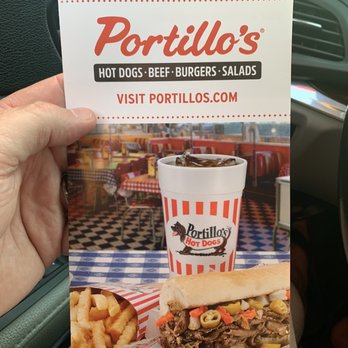 Portillo's®
HOT DOGS · BEEF · BURGERS · SALADS
VISIT PORTILLOS.COM
Portillo's
HOT DOGS